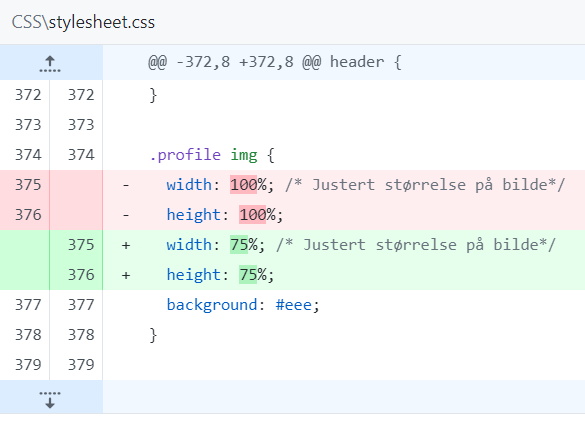 CSS\stylesheet.css
@@ -372,8 +372,8 @@ header {
372 372 }
373 373
374 374 .profile img {
375 - width: 100%; /* Justert størrelse på bilde*/
376 - height: 100%;
375 + width: 75%; /* Justert størrelse på bilde*/
376 + height: 75%;
377 377 background: #eee;
378 378 }
379 379